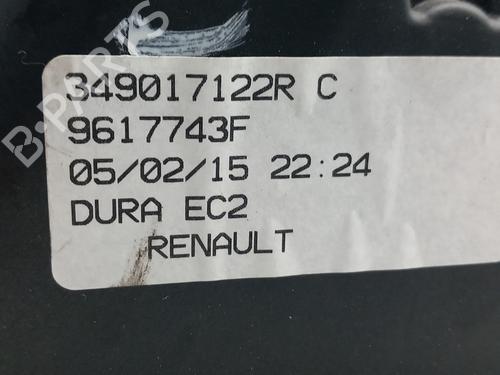 B-PARTS
349017122R C
9617743F
05/02/15 22:24
DURA EC2
RENAULT